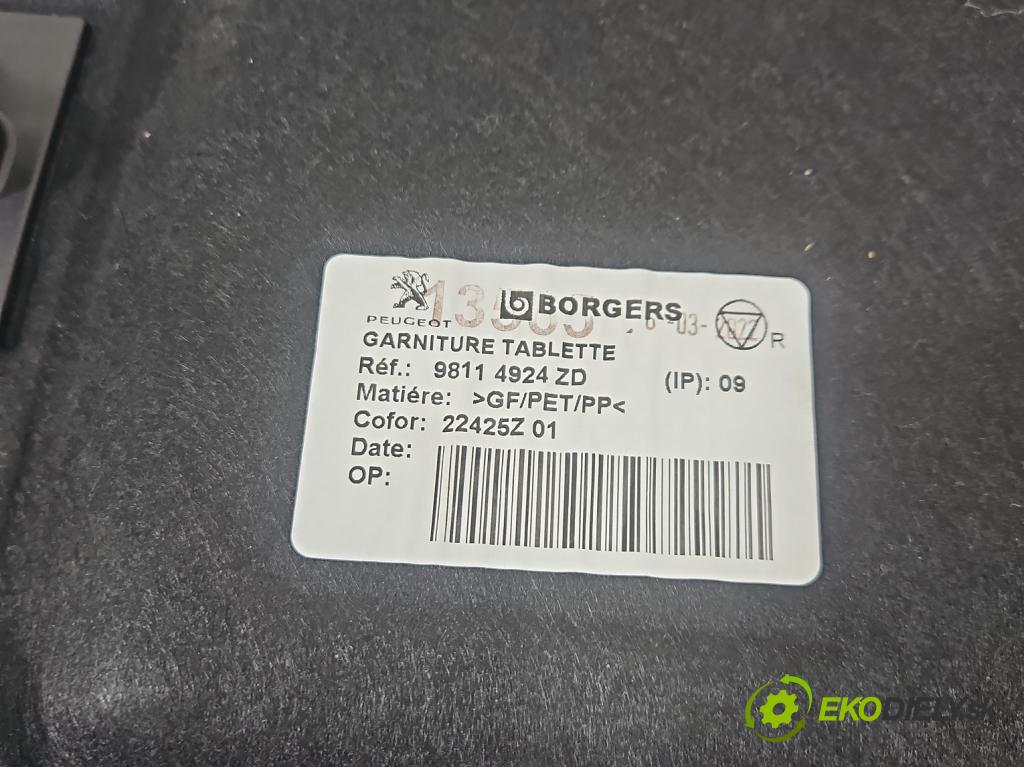 PEUGEOT BORGERS
GARNITURE TABLETTE R
Réf.: 9811 4924 ZD (IP): 09
Matiére: >GF/PET/PP<
Cofor: 22425Z 01
Date:
OP:
EKODIELY.SK